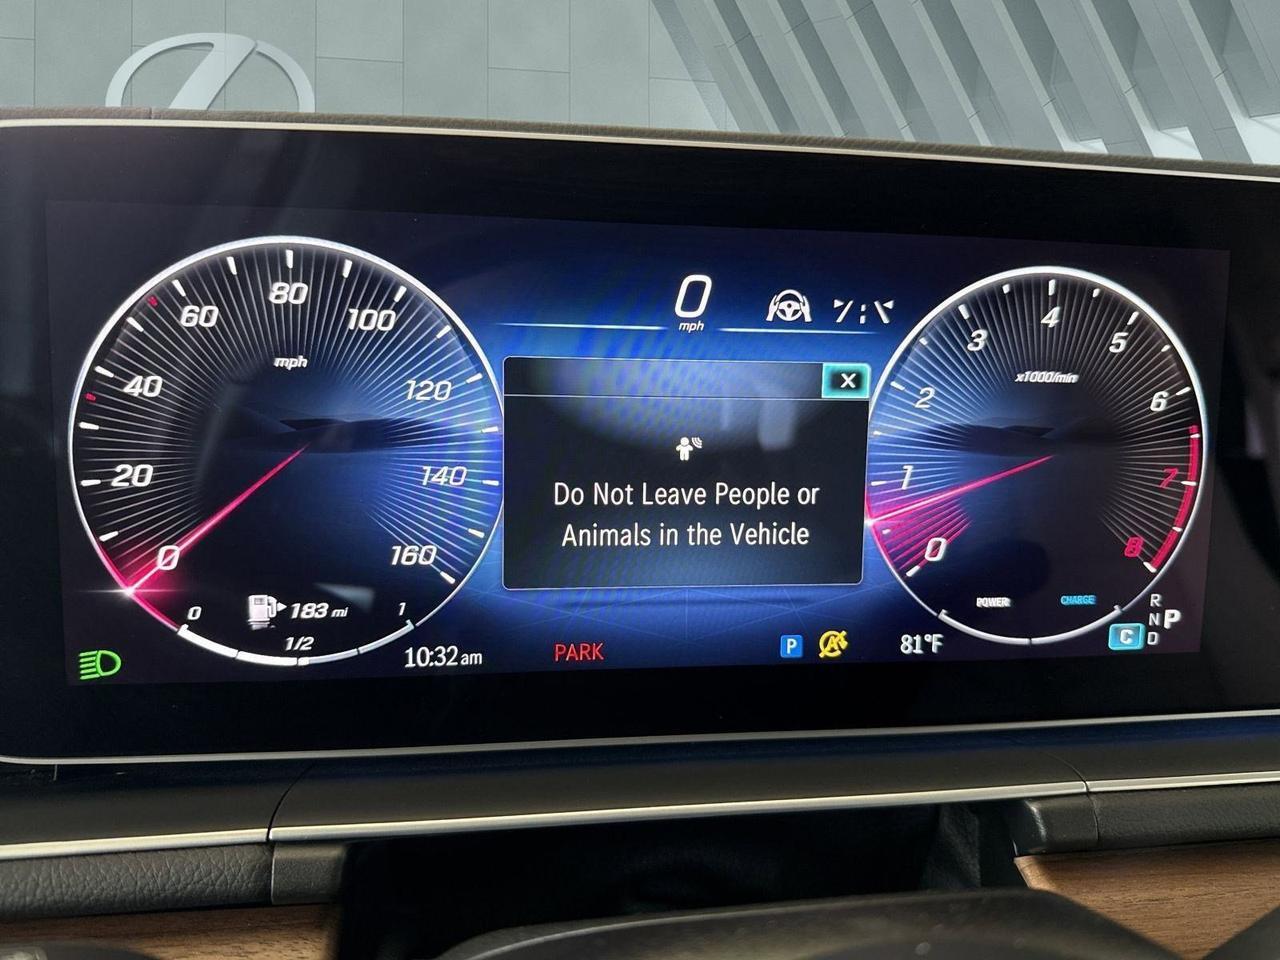 0
mph
80
60
100
mph
40
120
20
140
0
160
0
183 mi
1
1/2
10:32 am
X
Do Not Leave People or
Animals in the Vehicle
PARK
P
A
81°F
4
3
5
x1000/min
2
6
1
7
0
8
POWER
CHARGE
R
N P
C D